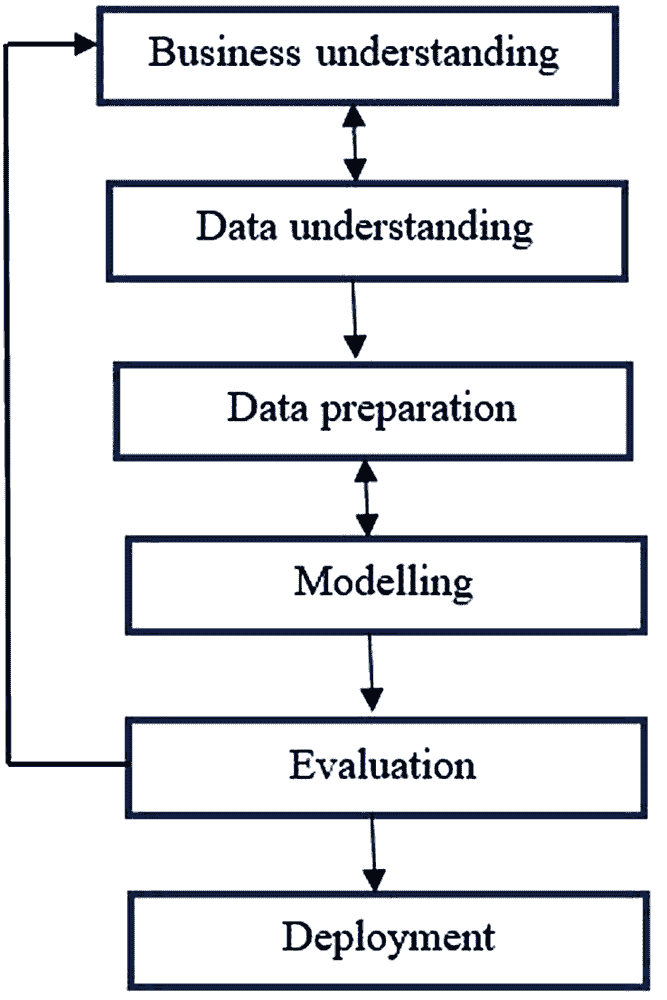 Business understanding
Data understanding
Data preparation
Modelling
Evaluation
Deployment